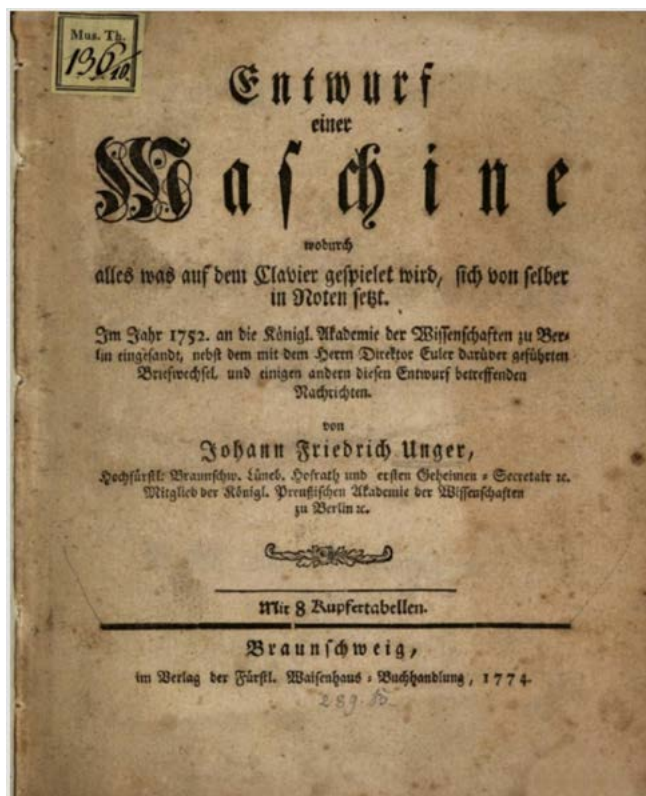 Mus. Th.
136/10.
Entwurf
einer
Maschine
wodurch
alles was auf dem Clavier gespielet wird, sich von selber
in Noten setzt.
Im Jahr 1752. an die Königl. Akademie der Wissenschaften zu Ber-
lin eingesandt, nebst dem mit dem Herrn Direktor Euler darüber geführten
Briefwechsel, und einigen andern diesen Entwurf betreffenden
Nachrichten.
von
Johann Friedrich Unger,
Hochfürstl: Braunschw. Lüneb. Hofrath und ersten Geheimen-Secretair ꝛc.
Mitglied der Königl. Preußischen Akademie der Wissenschaften
zu Berlin ꝛc.
Mit 8 Kupfertabellen.
Braunschweig,
im Verlag der Fürstl. Waisenhaus-Buchhandlung, 1774.